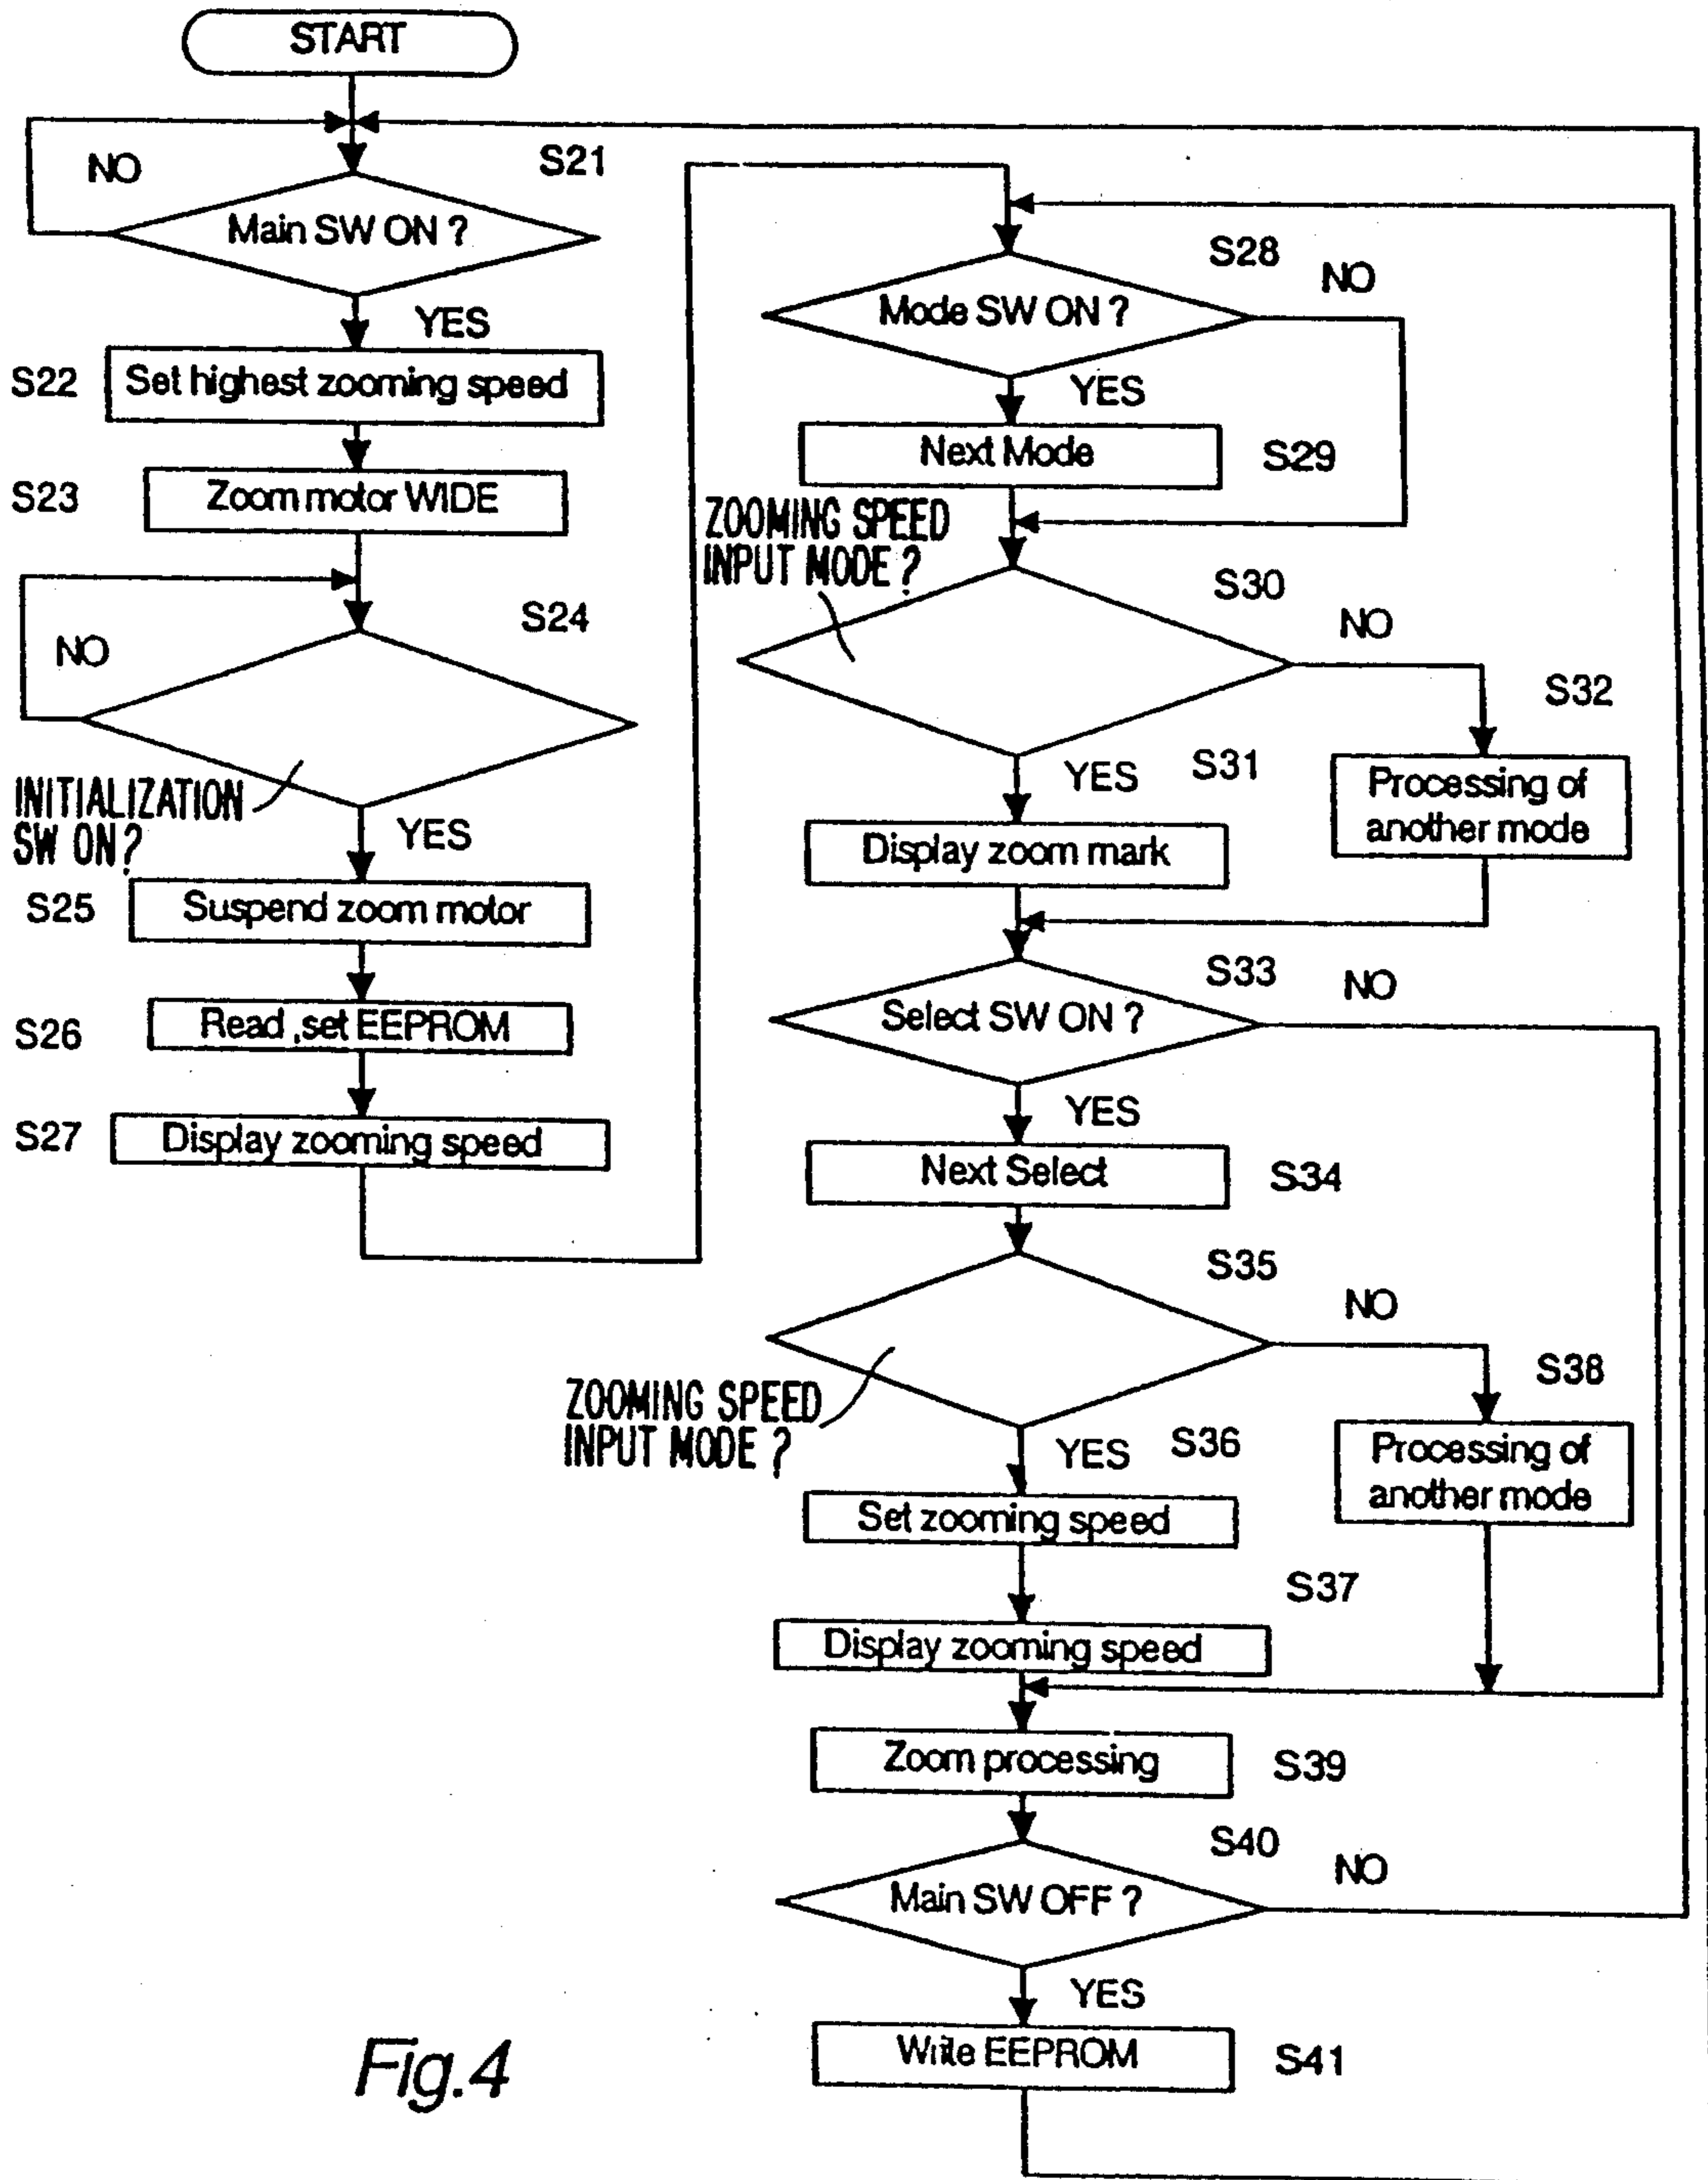 START
NO
S21
Main SW ON ?
YES
S22
Set highest zooming speed
S23
Zoom motor WIDE
S24
NO
INITIALIZATION
SW ON?
YES
S25
Suspend zoom motor
S26
Read ,set EEPROM
S27
Display zooming speed
S28
NO
Mode SW ON ?
YES
Next Mode
S29
ZOOMING SPEED
INPUT MODE ?
S30
NO
S32
YES
S31
Processing of
another mode
Display zoom mark
S33
NO
Select SW ON ?
YES
Next Select
S34
S35
NO
S38
ZOOMING SPEED
INPUT MODE ?
YES
S36
Processing of
another mode
Set zooming speed
S37
Display zooming speed
Zoom processing
S39
S40
NO
Main SW OFF ?
YES
Write EEPROM
S41
Fig.4